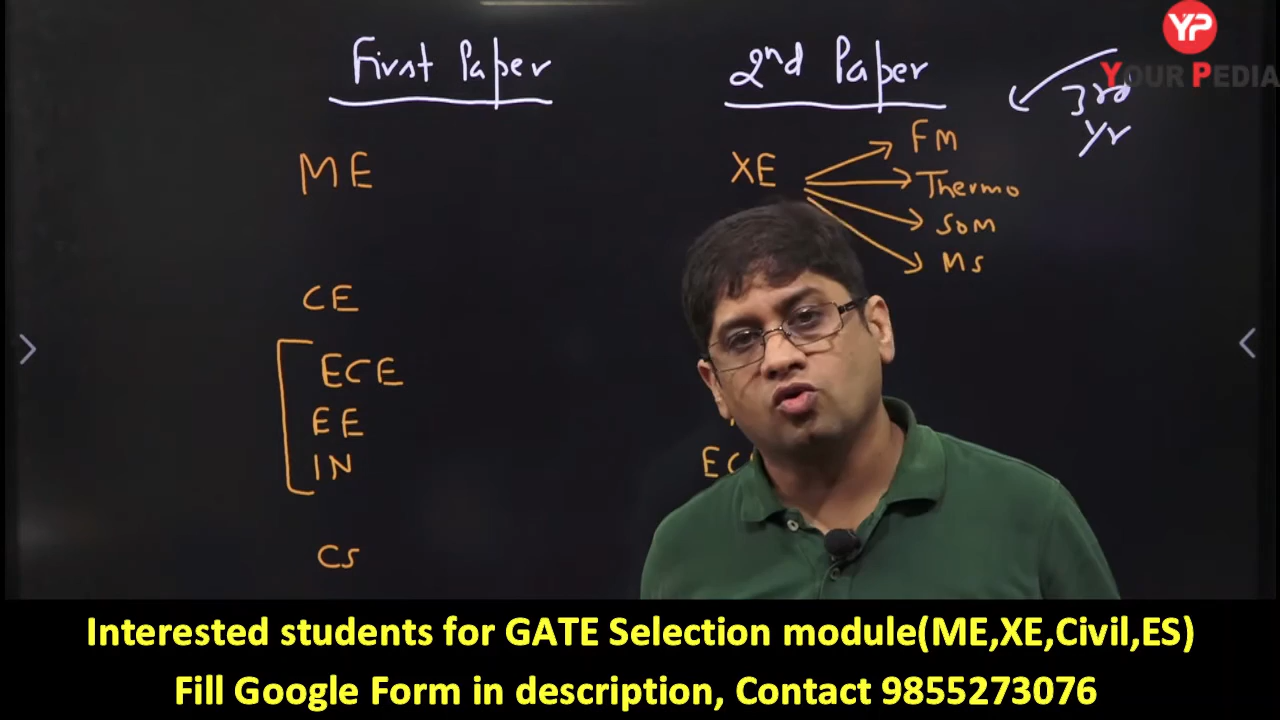 YP
YOUR PEDIA
First Paper
2nd Paper
3rd
yr
ME
XE
FM
Thermo
SOM
MS
CE
ECE
EE
IN
CS
Interested students for GATE Selection module(ME,XE,Civil,ES)
Fill Google Form in description, Contact 9855273076